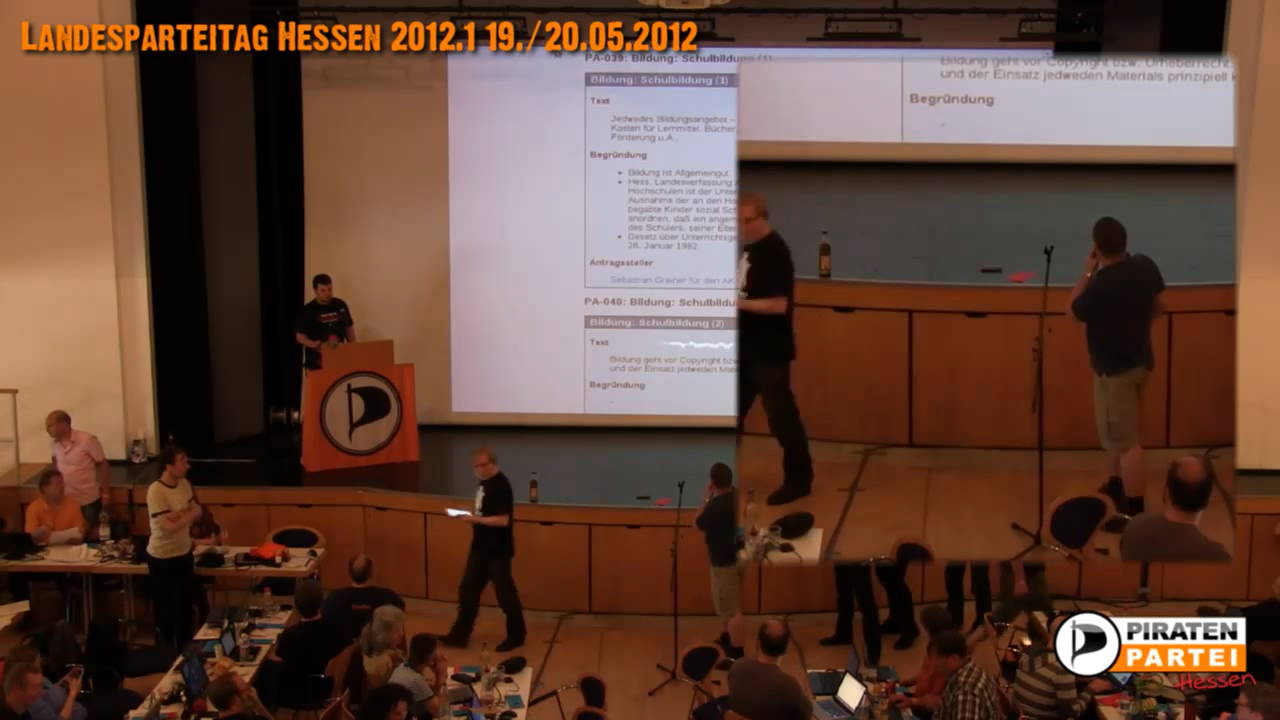 Landesparteitag Hessen 2012.1 19./20.05.2012
PA-039: Bildung: Schulbildung (1)
Bildung: Schulbildung (1)
Text
Jedwedes Bildungsangebot –
Kosten für Lernmittel, Bücher,
Förderung u.A.
Begründung
Bildung ist Allgemeingut.
Hess. Landesverfassung
Hochschulen ist der
Ausnahme der an den
begabte Kinder sozial
anordnen, daß ein
des Schülers, seiner
Gesetz über
26. Januar 1982.
Antragssteller
Sebastian Greiner für den AK
PA-040: Bildung:
Bildung: Schulbildung (2)
Text
Bildung geht vor Copyright
und der Einsatz jedweden
Begründung
Bildung geht vor Copyright bzw. Urheberrecht.
und der Einsatz jedweden Materials prinzipiell
Begründung
PIRATEN
PARTEI
Hessen